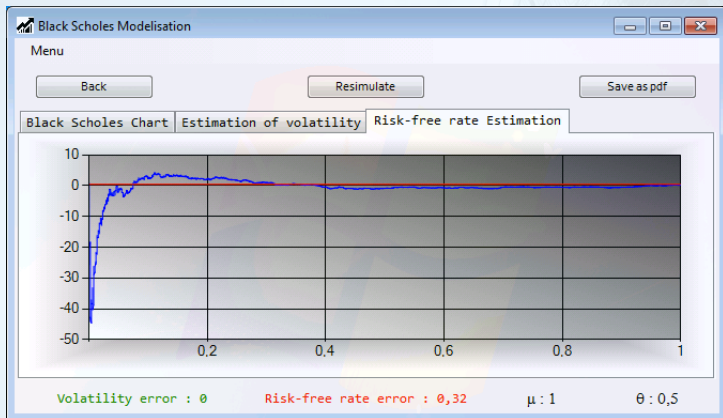 Black Scholes Modelisation
Menu
Back Resimulate Save as pdf
Black Scholes Chart Estimation of volatility Risk-free rate Estimation
10
0
-10
-20
-30
-40
-50
0,2 0,4 0,6 0,8 1
Volatility error : 0 Risk-free rate error : 0,32 μ : 1 θ : 0,5